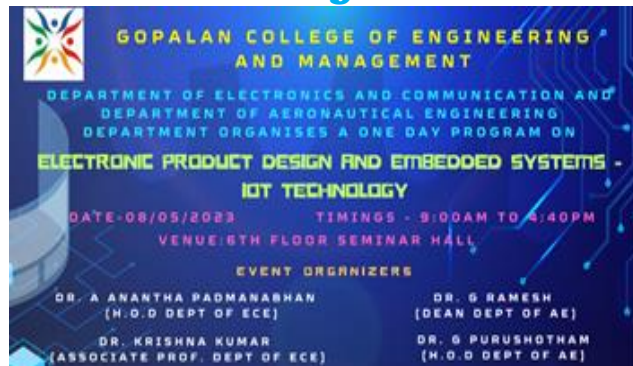 GOPALAN COLLEGE OF ENGINEERING
AND MANAGEMENT
DEPARTMENT OF ELECTRONICS AND COMMUNICATION AND
DEPARTMENT OF AERONAUTICAL ENGINEERING
DEPARTMENT ORGANISES A ONE DAY PROGRAM ON
ELECTRONIC PRODUCT DESIGN AND EMBEDDED SYSTEMS -
IOT TECHNOLOGY
DATE-08/05/2023 TIMINGS - 9:00AM TO 4:40PM
VENUE:6TH FLOOR SEMINAR HALL
EVENT ORGANIZERS
DR. A ANANTHA PADMANABHAN DR. G RAMESH
(H.O.D DEPT OF ECE) (DEAN DEPT OF AE)
DR. KRISHNA KUMAR DR. G PURUSHOTHAM
(ASSOCIATE PROF. DEPT OF ECE) (H.O.D DEPT OF AE)